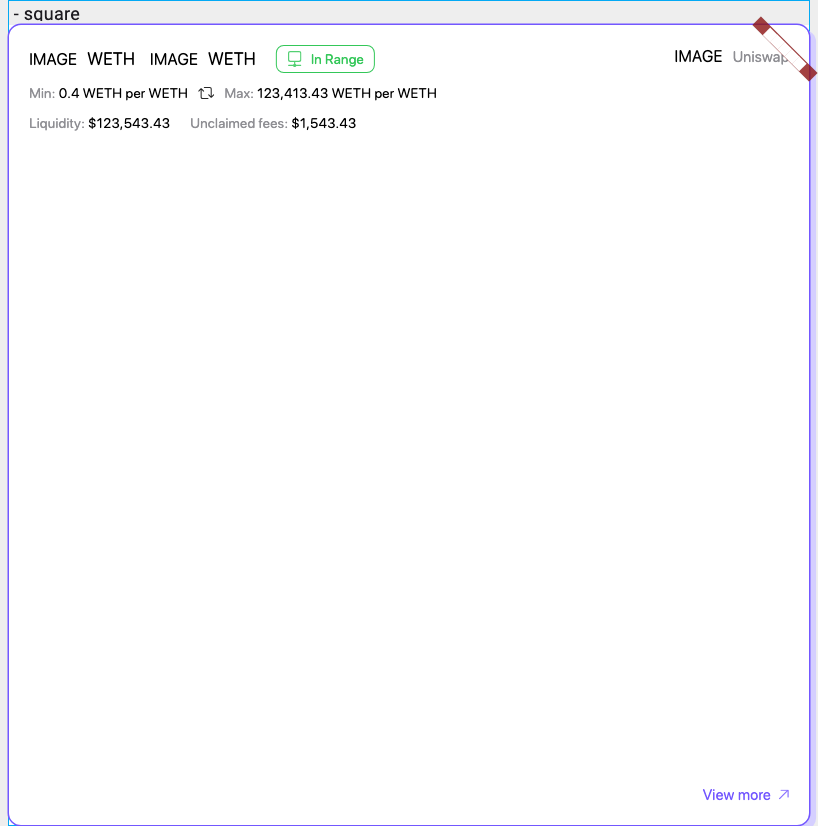 - square
IMAGE WETH IMAGE WETH In Range IMAGE Uniswap
Min: 0.4 WETH per WETH Max: 123,413.43 WETH per WETH
Liquidity: $123,543.43 Unclaimed fees: $1,543.43
View more